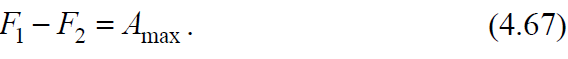 F₁ − F₂ = Aₘₐₓ. (4.67)